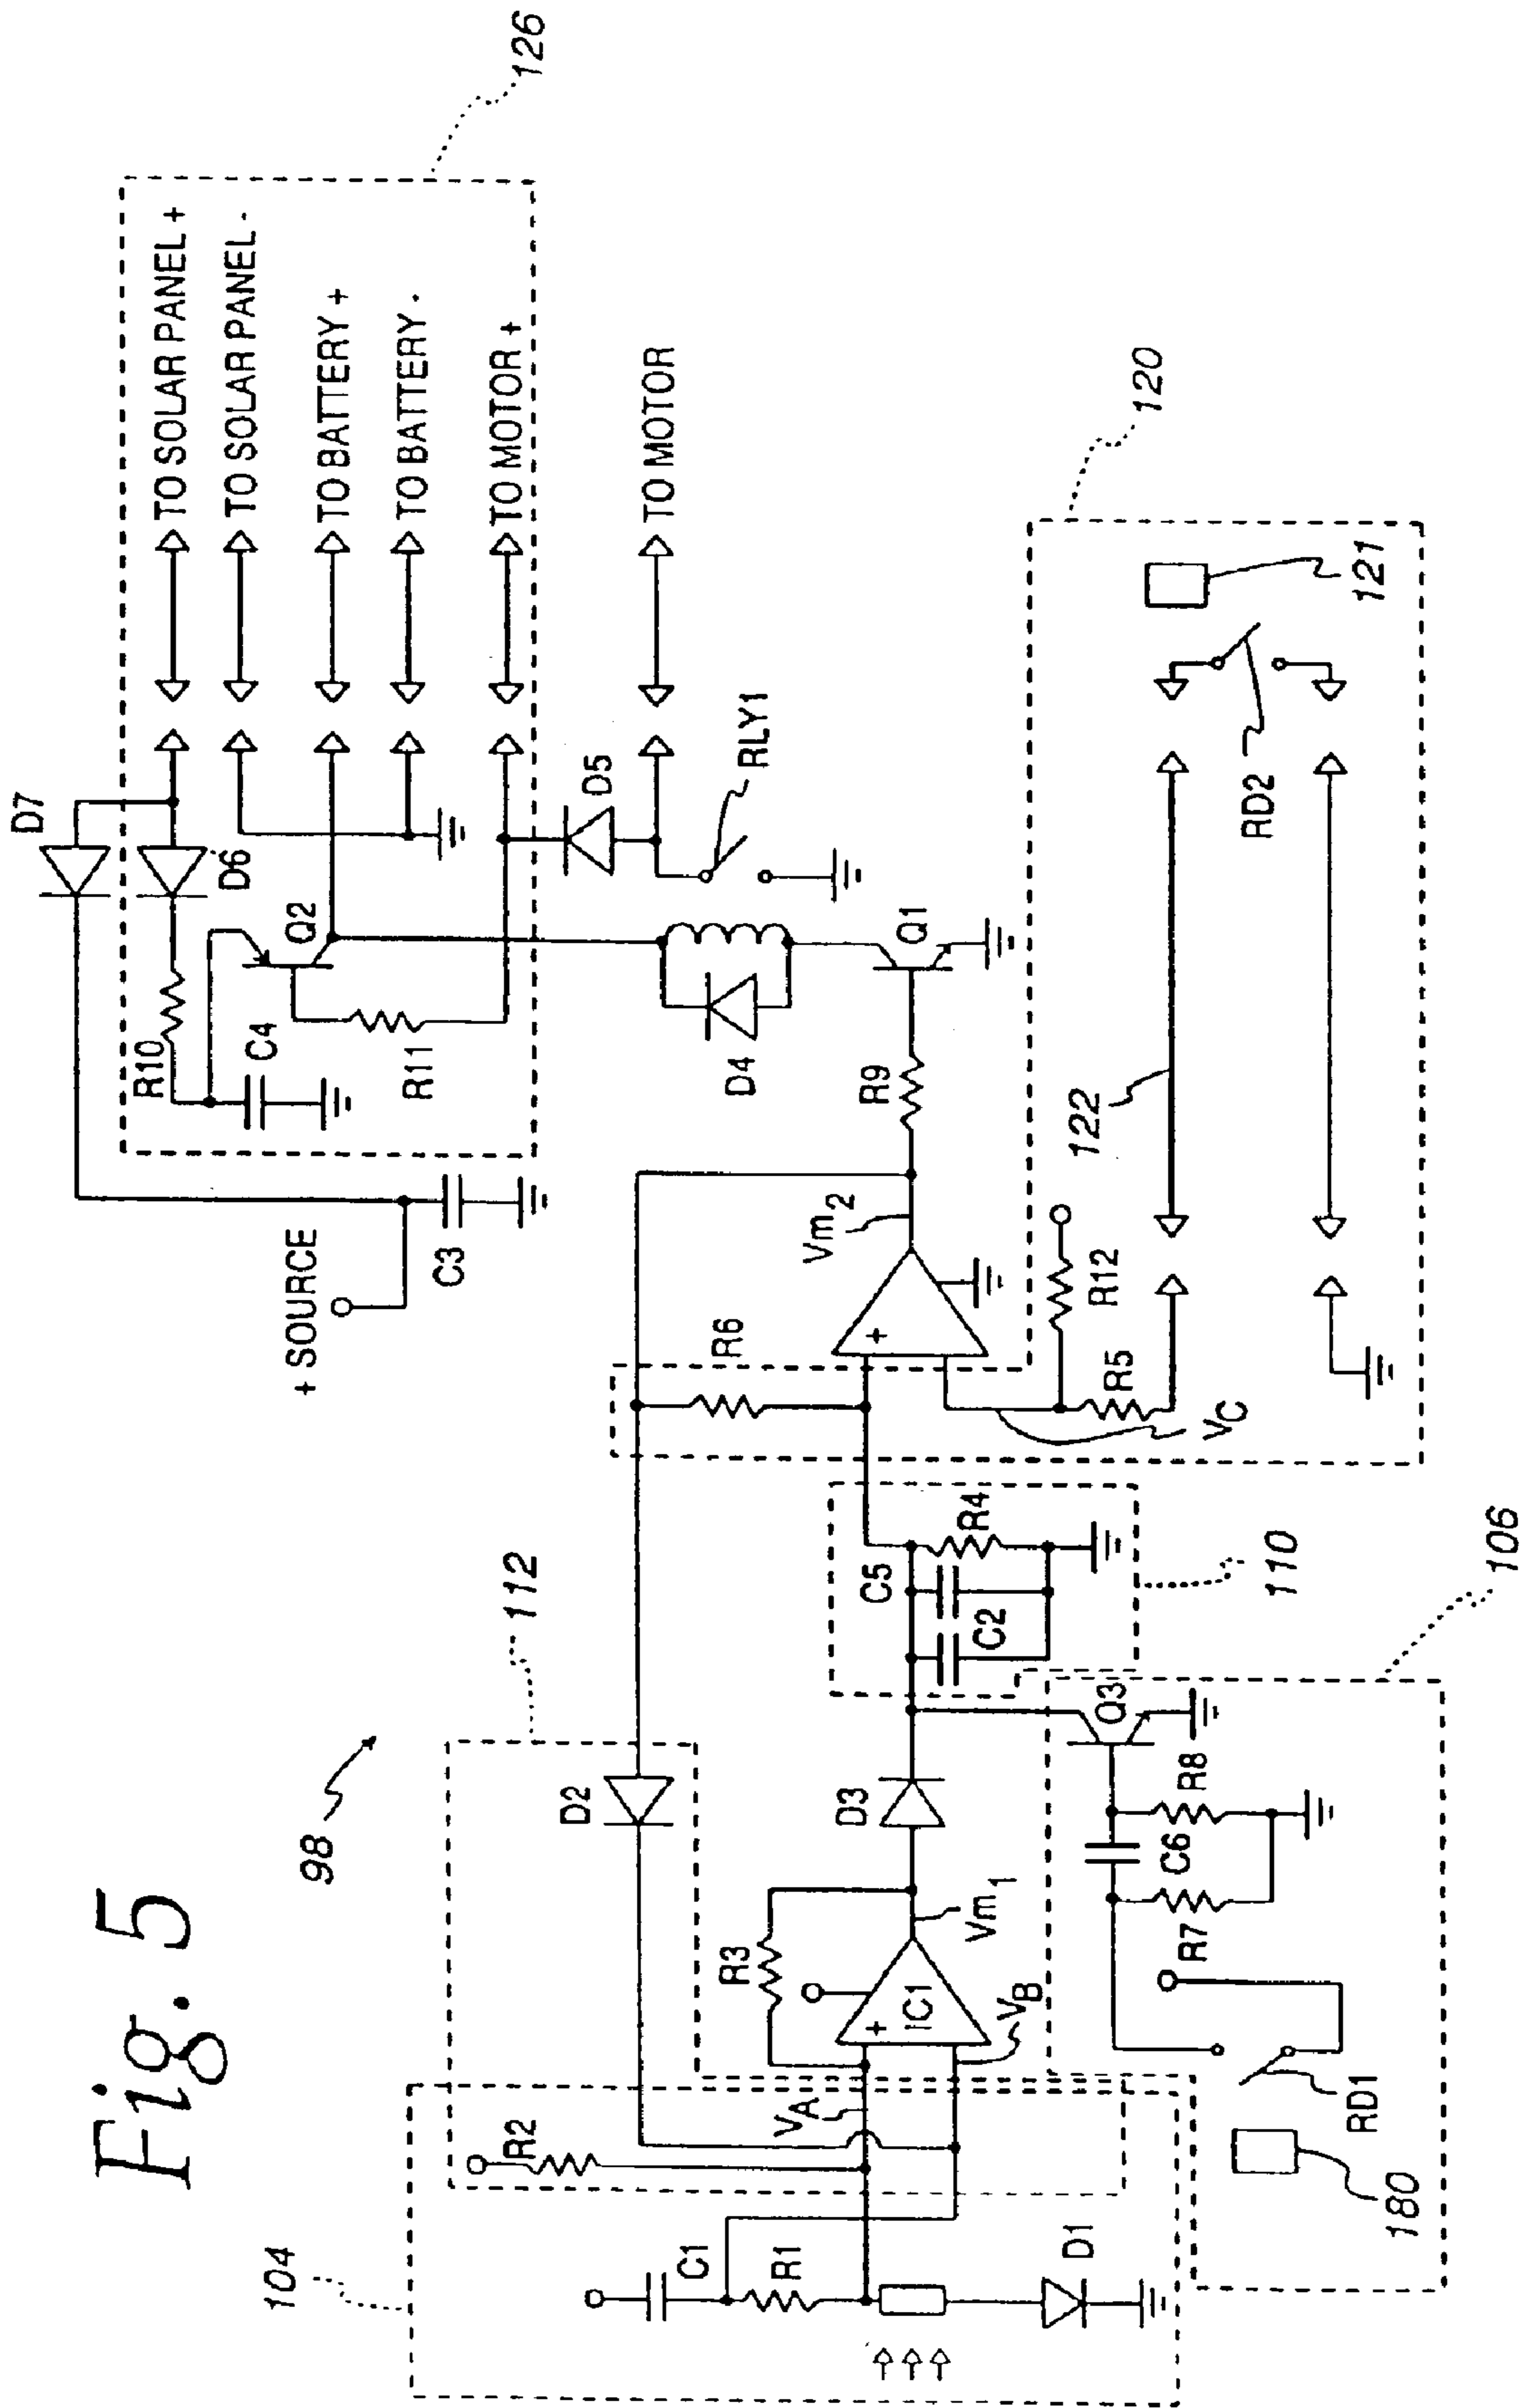 Fig. 5
98
104
112
110
106
126
120
121
122
180
D7
TO SOLAR PANEL +
TO SOLAR PANEL -
TO BATTERY +
TO BATTERY -
TO MOTOR +
TO MOTOR
D6
R10
Q2
C4
R11
D5
RLY1
+ SOURCE
C3
D4
Q1
R9
Vm2
R6
R12
R5
VC
RD2
D2
C5
R4
C2
D3
Q3
R8
C6
R7
RD1
R3
Vm1
+
IC1
VB
VA
R2
C1
R1
D1
+